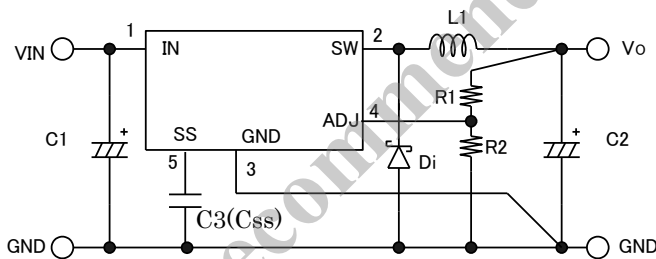 L1
1
2
VIN
IN
SW
Vo
R1
ADJ
4
C1
+
SS
GND
R2
+
C2
5
3
Di
C3(Css)
GND
GND
ecommen